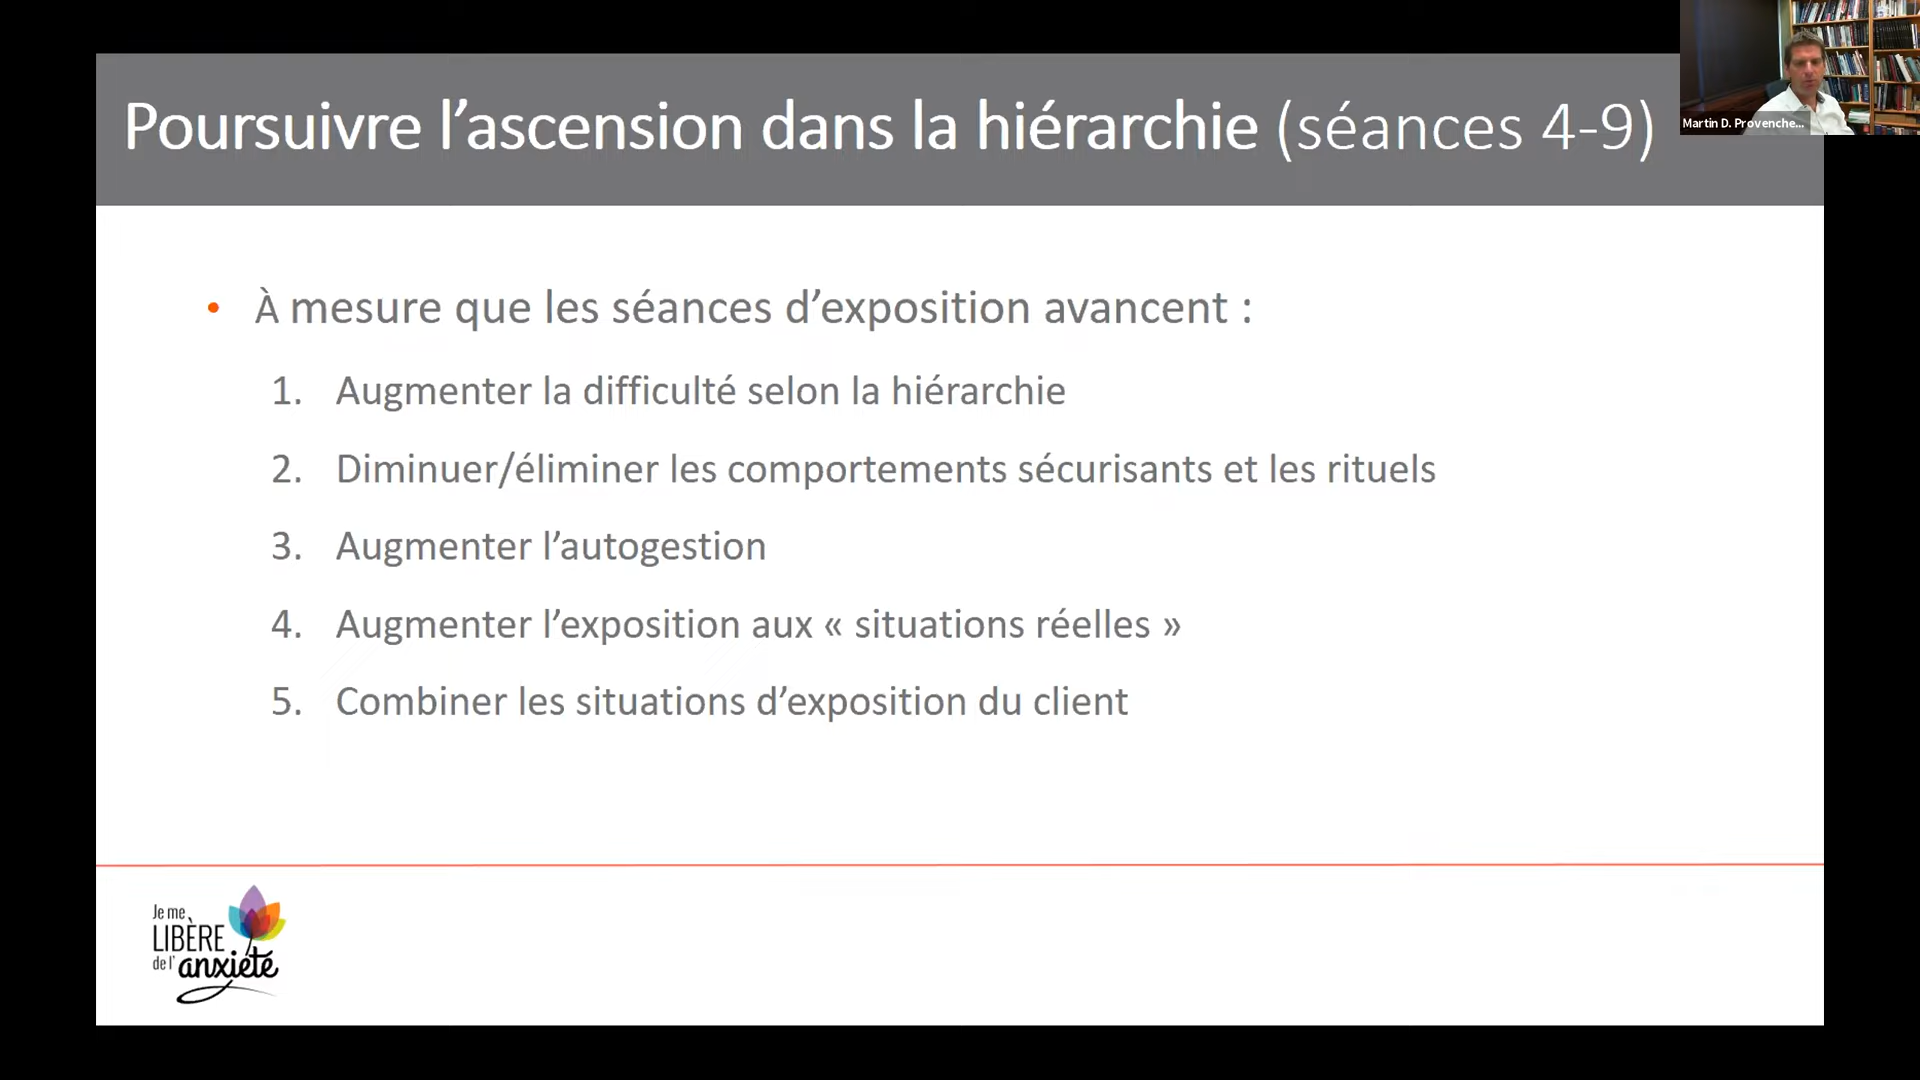 Poursuivre l’ascension dans la hiérarchie (séances 4-9)
Martin D. Provenche...
• À mesure que les séances d’exposition avancent :
1. Augmenter la difficulté selon la hiérarchie
2. Diminuer/éliminer les comportements sécurisants et les rituels
3. Augmenter l’autogestion
4. Augmenter l’exposition aux « situations réelles »
5. Combiner les situations d’exposition du client
Je me
LIBÈRE
de l'anxiété